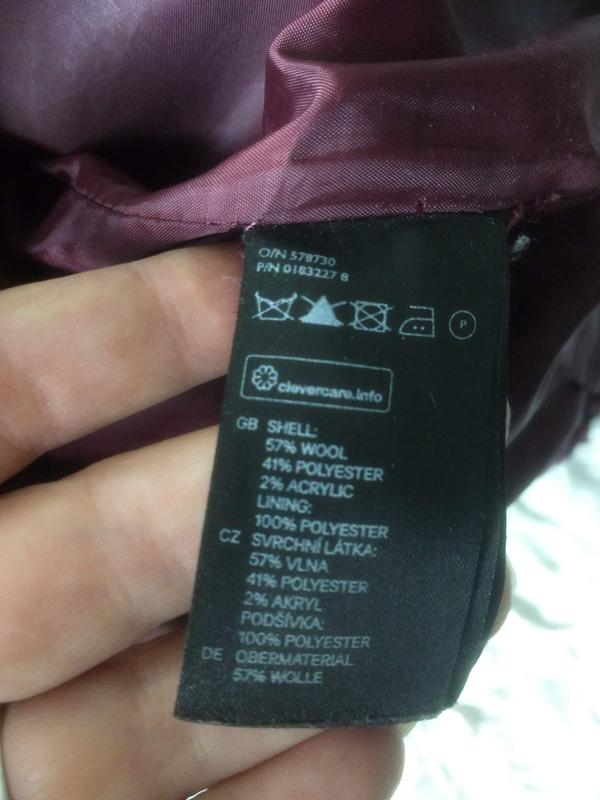 O/N 578730
P/N 0183227 8
P
clevercare.info
GB SHELL:
57% WOOL
41% POLYESTER
2% ACRYLIC
LINING:
100% POLYESTER
CZ SVRCHNÍ LÁTKA:
57% VLNA
41% POLYESTER
2% AKRYL
PODŠÍVKA:
100% POLYESTER
DE OBERMATERIAL
57% WOLLE